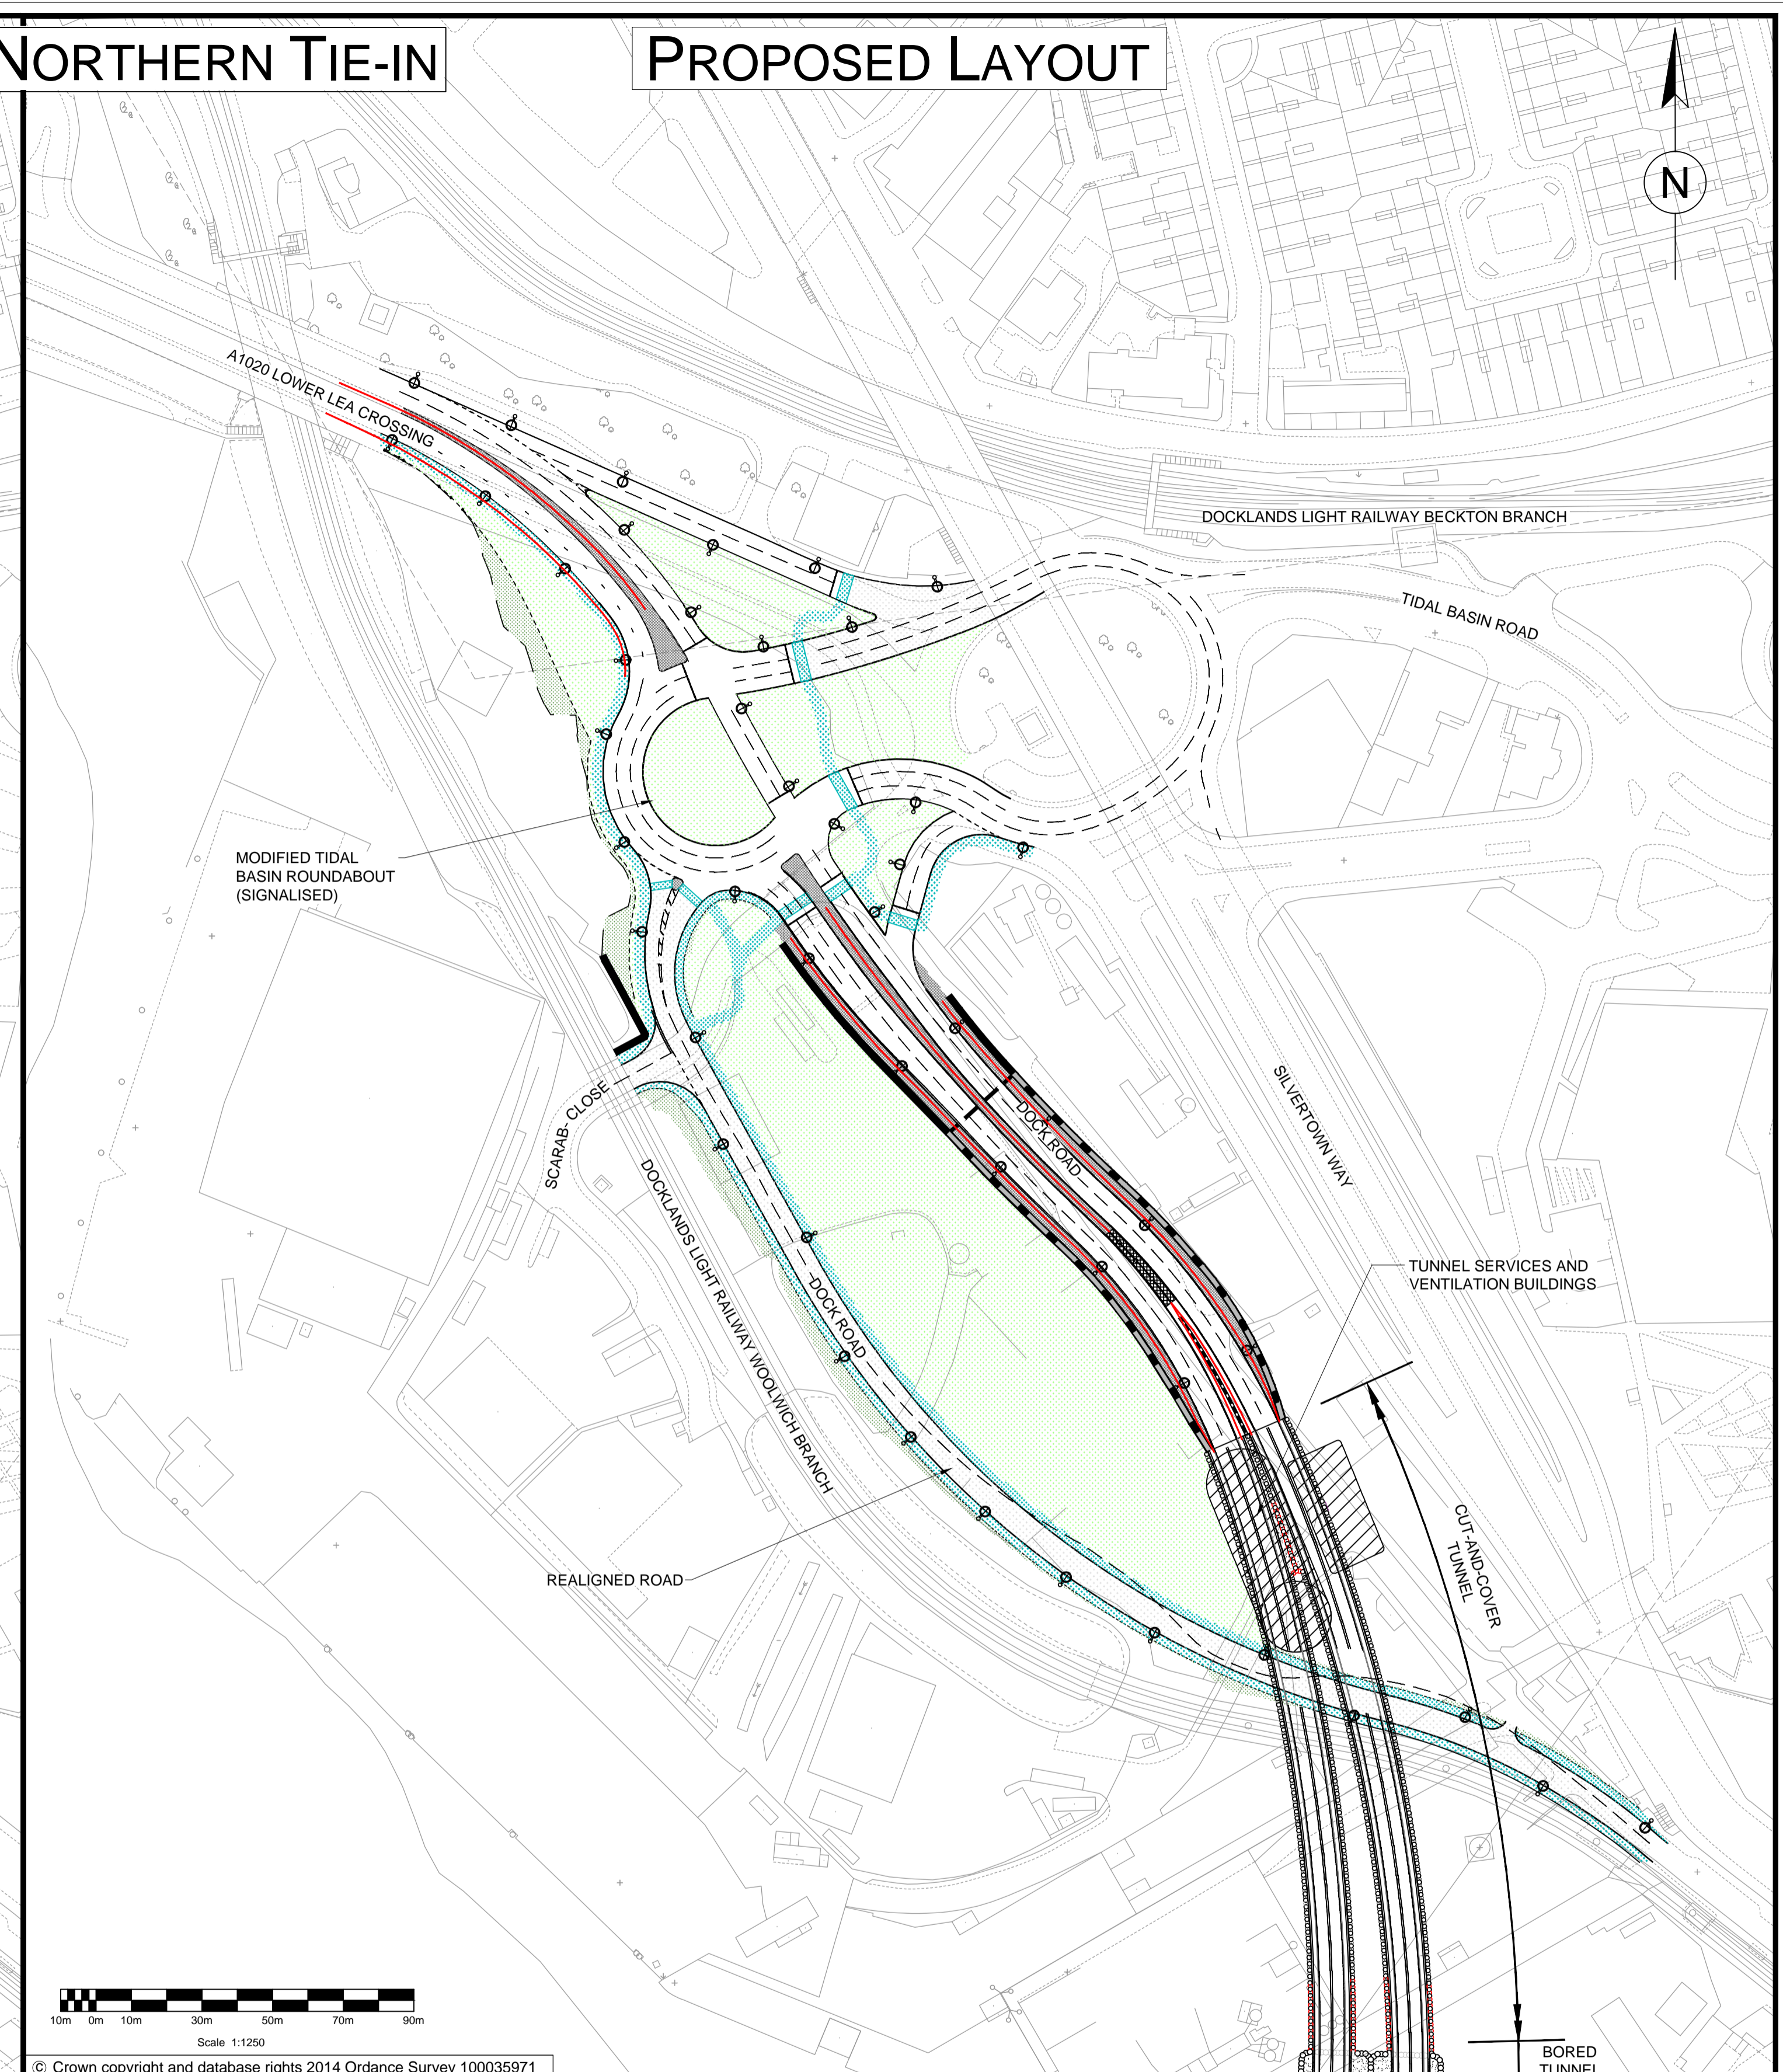 NORTHERN TIE-IN
PROPOSED LAYOUT
N
A1020 LOWER LEA CROSSING
DOCKLANDS LIGHT RAILWAY BECKTON BRANCH
TIDAL BASIN ROAD
MODIFIED TIDAL
BASIN ROUNDABOUT
(SIGNALISED)
SCARAB CLOSE
DOCK ROAD
SILVERTOWN WAY
DOCKLANDS LIGHT RAILWAY WOOLWICH BRANCH
DOCK ROAD
TUNNEL SERVICES AND
VENTILATION BUILDINGS
CUT-AND-COVER
TUNNEL
REALIGNED ROAD
10m 0m 10m 30m 50m 70m 90m
Scale 1:1250
BORED
TUNNEL
© Crown copyright and database rights 2014 Ordance Survey 100035971